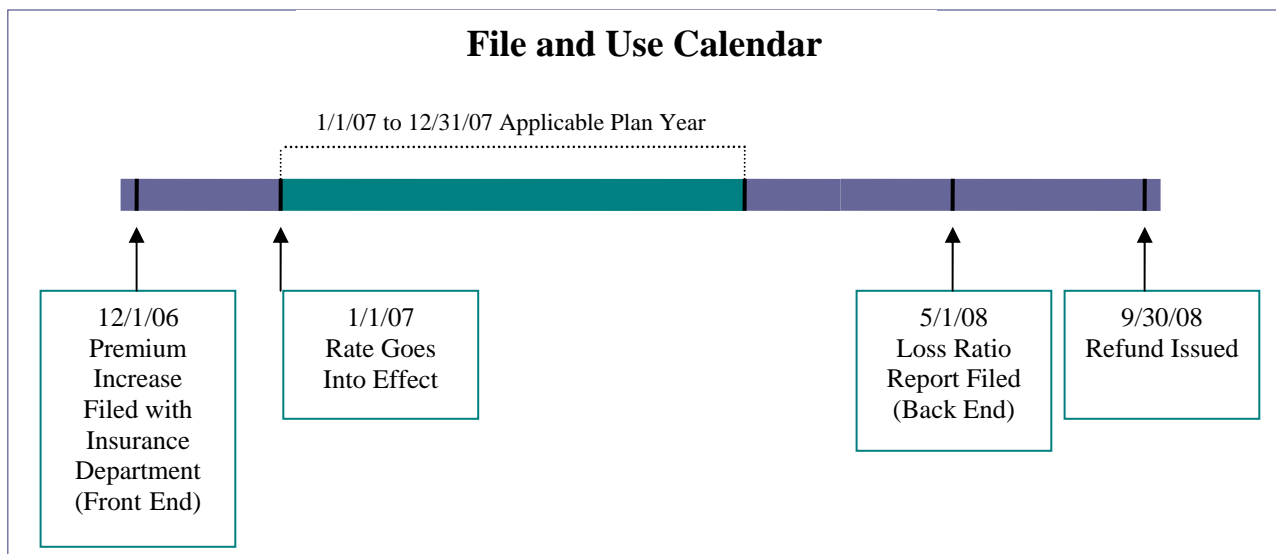 File and Use Calendar
1/1/07 to 12/31/07 Applicable Plan Year
12/1/06
Premium
Increase
Filed with
Insurance
Department
(Front End)
1/1/07
Rate Goes
Into Effect
5/1/08
Loss Ratio
Report Filed
(Back End)
9/30/08
Refund Issued